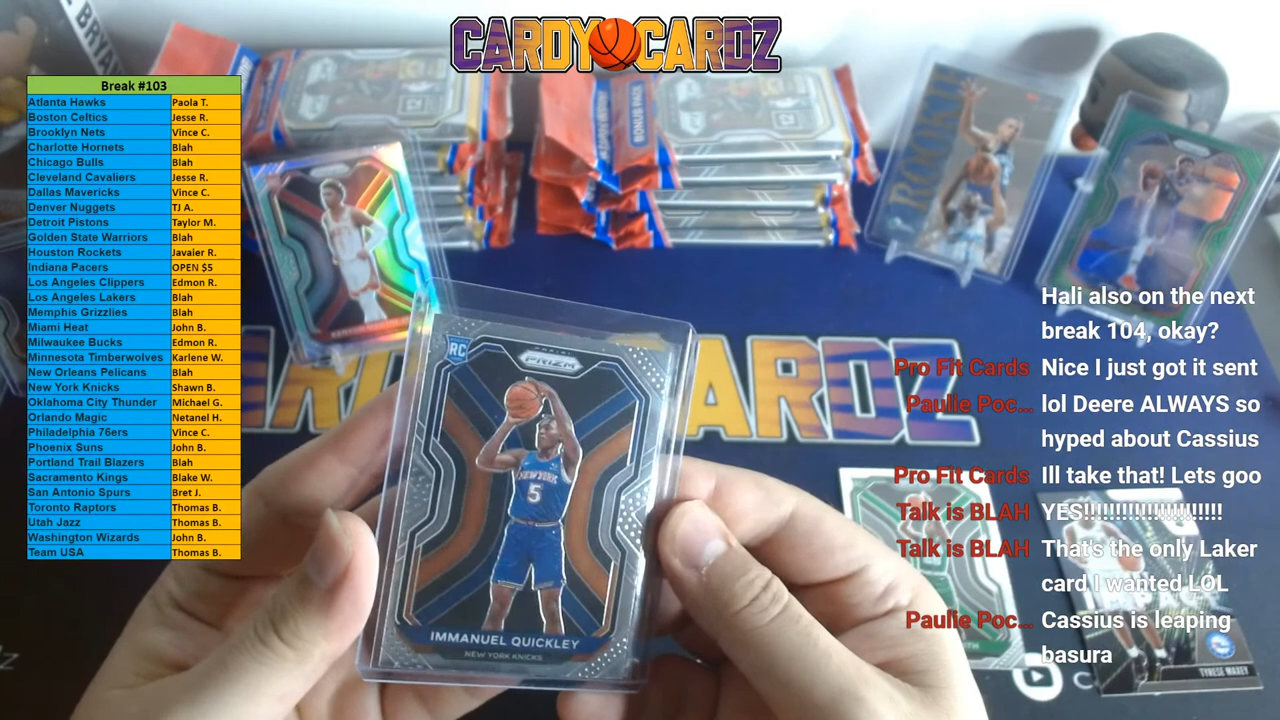 CARDY CARDZ
BRYAN
Break #103
Atlanta Hawks Paola T.
Boston Celtics Jesse R.
Brooklyn Nets Vince C.
Charlotte Hornets Blah
Chicago Bulls Blah
Cleveland Cavaliers Jesse R.
Dallas Mavericks Vince C.
Denver Nuggets TJ A.
Detroit Pistons Taylor M.
Golden State Warriors Blah
Houston Rockets Javaier R.
Indiana Pacers OPEN $5
Los Angeles Clippers Edmon R.
Los Angeles Lakers Blah
Memphis Grizzlies Blah
Miami Heat John B.
Milwaukee Bucks Edmon R.
Minnesota Timberwolves Karlene W.
New Orleans Pelicans Blah
New York Knicks Shawn B.
Oklahoma City Thunder Michael G.
Orlando Magic Netanel H.
Philadelphia 76ers Vince C.
Phoenix Suns John B.
Portland Trail Blazers Blah
Sacramento Kings Blake W.
San Antonio Spurs Bret J.
Toronto Raptors Thomas B.
Utah Jazz Thomas B.
Washington Wizards John B.
Team USA Thomas B.
BONUS PACK
12
12
ROOKIE
RC
PANINI
PRIZM
NEW YORK
5
IMMANUEL QUICKLEY
NEW YORK KNICKS
CARDZ
Hali also on the next
break 104, okay?
Pro Fit Cards Nice I just got it sent
Paulie Poc... lol Deere ALWAYS so
hyped about Cassius
Pro Fit Cards Ill take that! Lets goo
Talk is BLAH YES!!!!!!!!!!!!!!!!!!!!!!
Talk is BLAH That's the only Laker
card I wanted LOL
Paulie Poc... Cassius is leaping
basura
TYRESE MAXEY